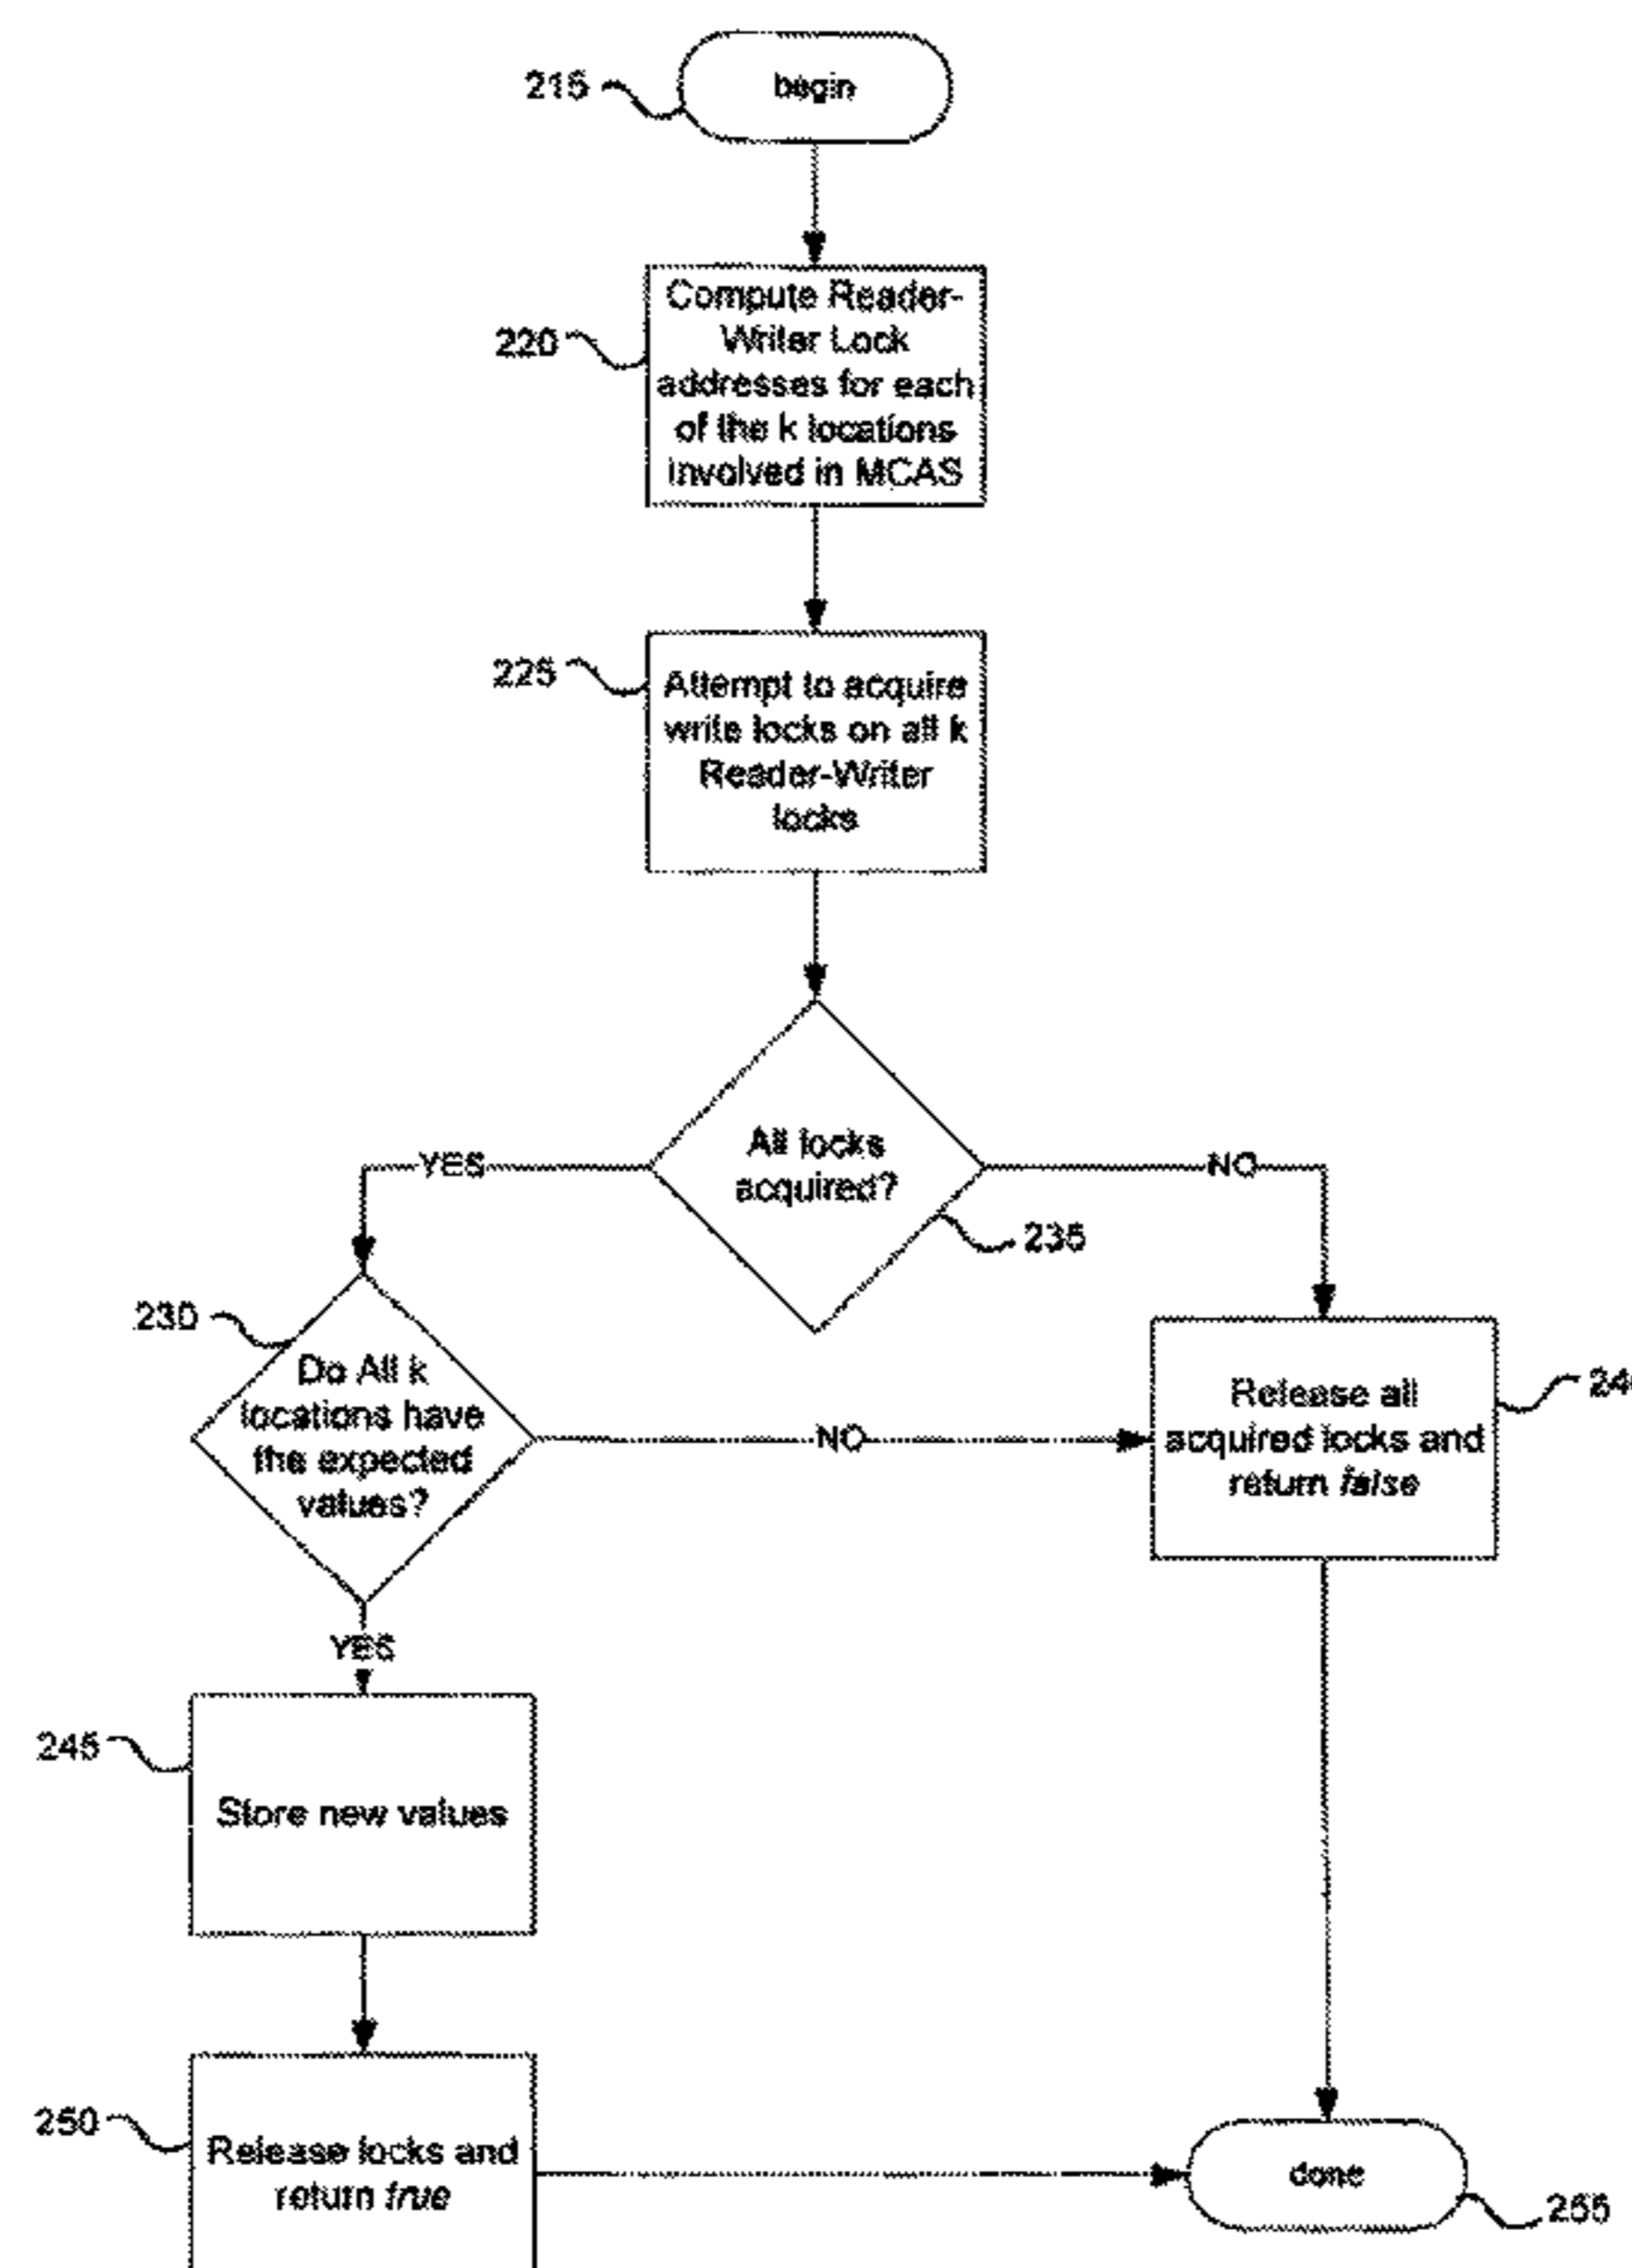 215
begin
220
Compute Reader-
Writer Lock
addresses for each
of the k locations
involved in MCAS
225
Attempt to acquire
write locks on all k
Reader-Writer
locks
All locks
acquired?
YES
NO
235
230
Do All k
locations have
the expected
values?
NO
Release all
acquired locks and
return false
24
YES
245
Store new values
250
Release locks and
return true
done
255